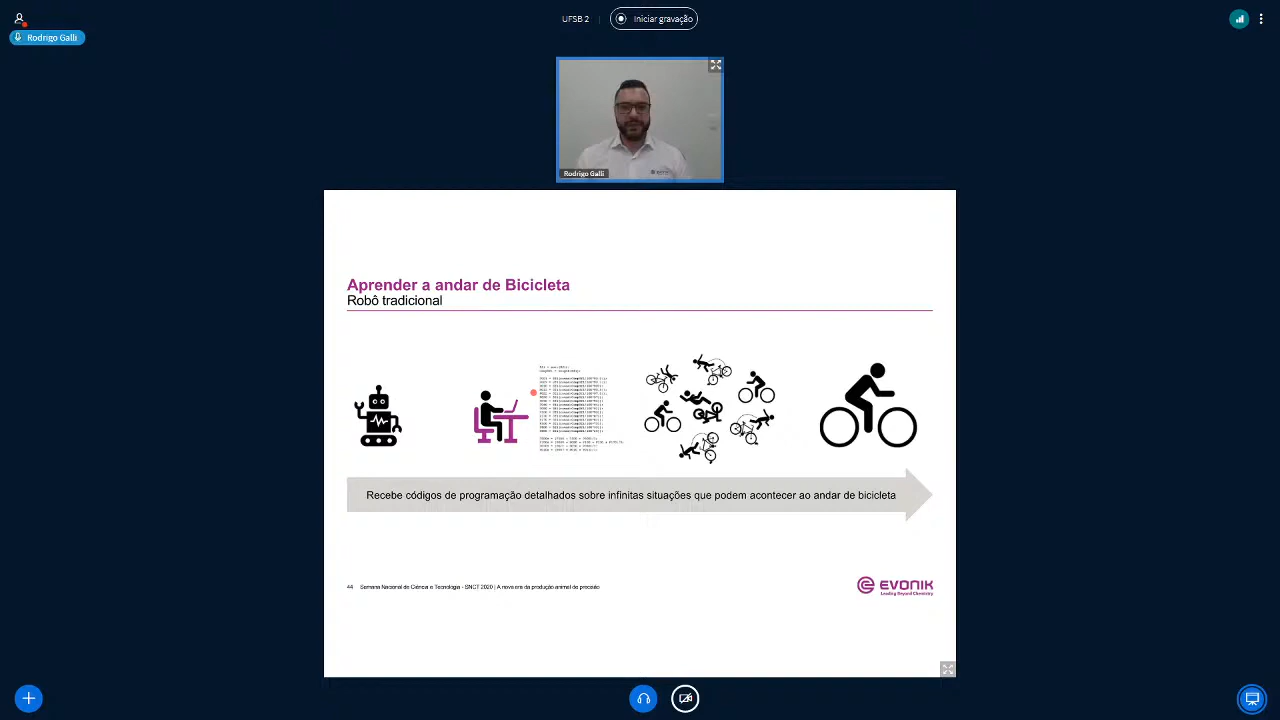 UFSB 2
Iniciar gravação
Rodrigo Galli
Rodrigo Galli
Aprender a andar de Bicicleta
Robô tradicional
Recebe códigos de programação detalhados sobre infinitas situações que podem acontecer ao andar de bicicleta
44 Semana Nacional de Ciência e Tecnologia - SNCT 2020 | A nova era da produção animal de precisão
EVONIK
Leading Beyond Chemistry